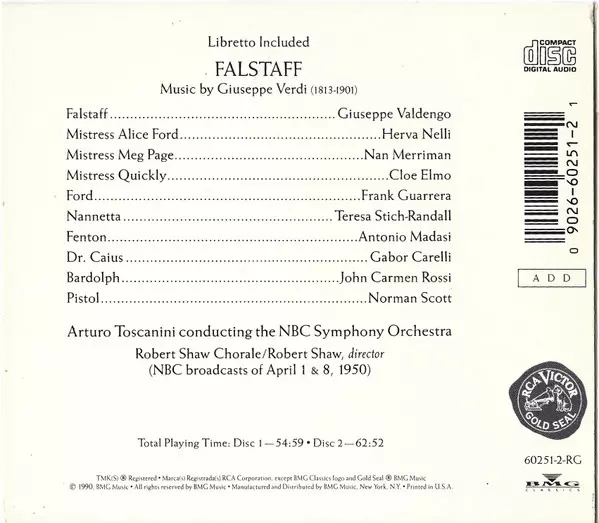 Libretto Included
FALSTAFF
Music by Giuseppe Verdi (1813-1901)
Falstaff................................................Giuseppe Valdengo
Mistress Alice Ford...........................................Herva Nelli
Mistress Meg Page.........................................Nan Merriman
Mistress Quickly................................................Cloe Elmo
Ford..........................................................Frank Guarrera
Nannetta.............................................Teresa Stich-Randall
Fenton......................................................Antonio Madasi
Dr. Caius......................................................Gabor Carelli
Bardolph...............................................John Carmen Rossi
Pistol..........................................................Norman Scott
Arturo Toscanini conducting the NBC Symphony Orchestra
Robert Shaw Chorale/Robert Shaw, director
(NBC broadcasts of April 1 & 8, 1950)
Total Playing Time: Disc 1—54:59 • Disc 2—62:52
TMK(S) ® Registered • Marca(s) Registrada(s) RCA Corporation, except BMG Classics logo and Gold Seal ® BMG Music
© 1990, BMG Music • All rights reserved by BMG Music • Manufactured and Distributed by BMG Music, New York, N.Y. • Printed in U.S.A.
COMPACT
disc
DIGITAL AUDIO
0 9026-60251-2 1
ADD
RCA VICTOR
GOLD SEAL
60251-2-RG
BMG
CLASSICS